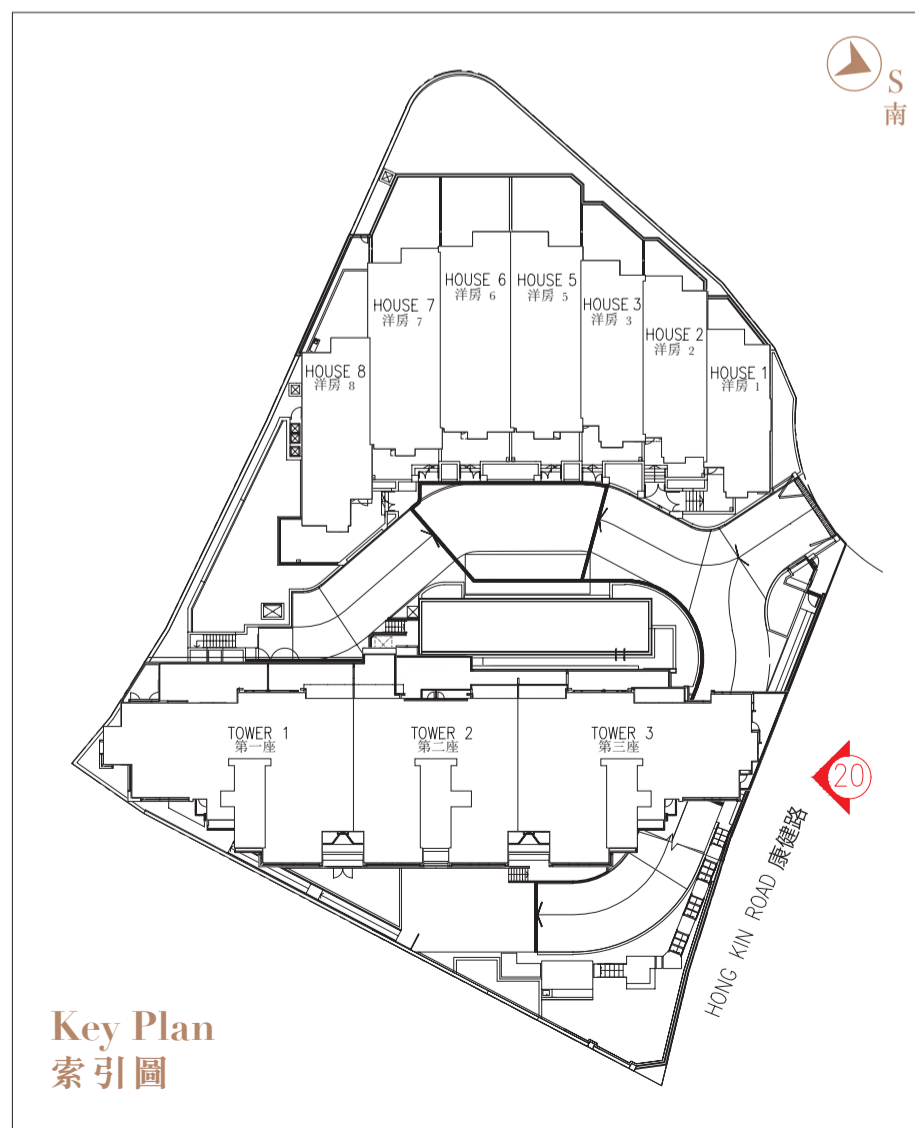 S
南
HOUSE 6
洋房 6
HOUSE 5
洋房 5
HOUSE 7
洋房 7
HOUSE 3
洋房 3
HOUSE 2
洋房 2
HOUSE 8
洋房 8
HOUSE 1
洋房 1
TOWER 1
第一座
TOWER 2
第二座
TOWER 3
第三座
20
HONG KIN ROAD 康健路
Key Plan
索引圖